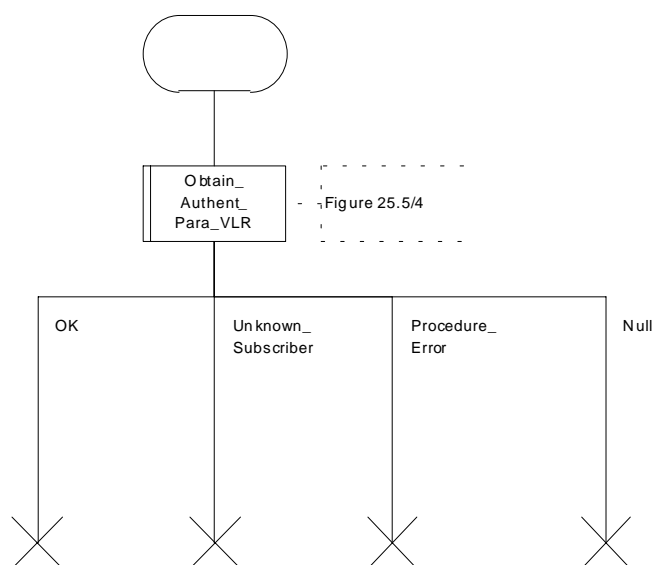 Obtain_
Authent_
Para_VLR
Figure 25.5/4
OK
Unknown_
Subscriber
Procedure_
Error
Null